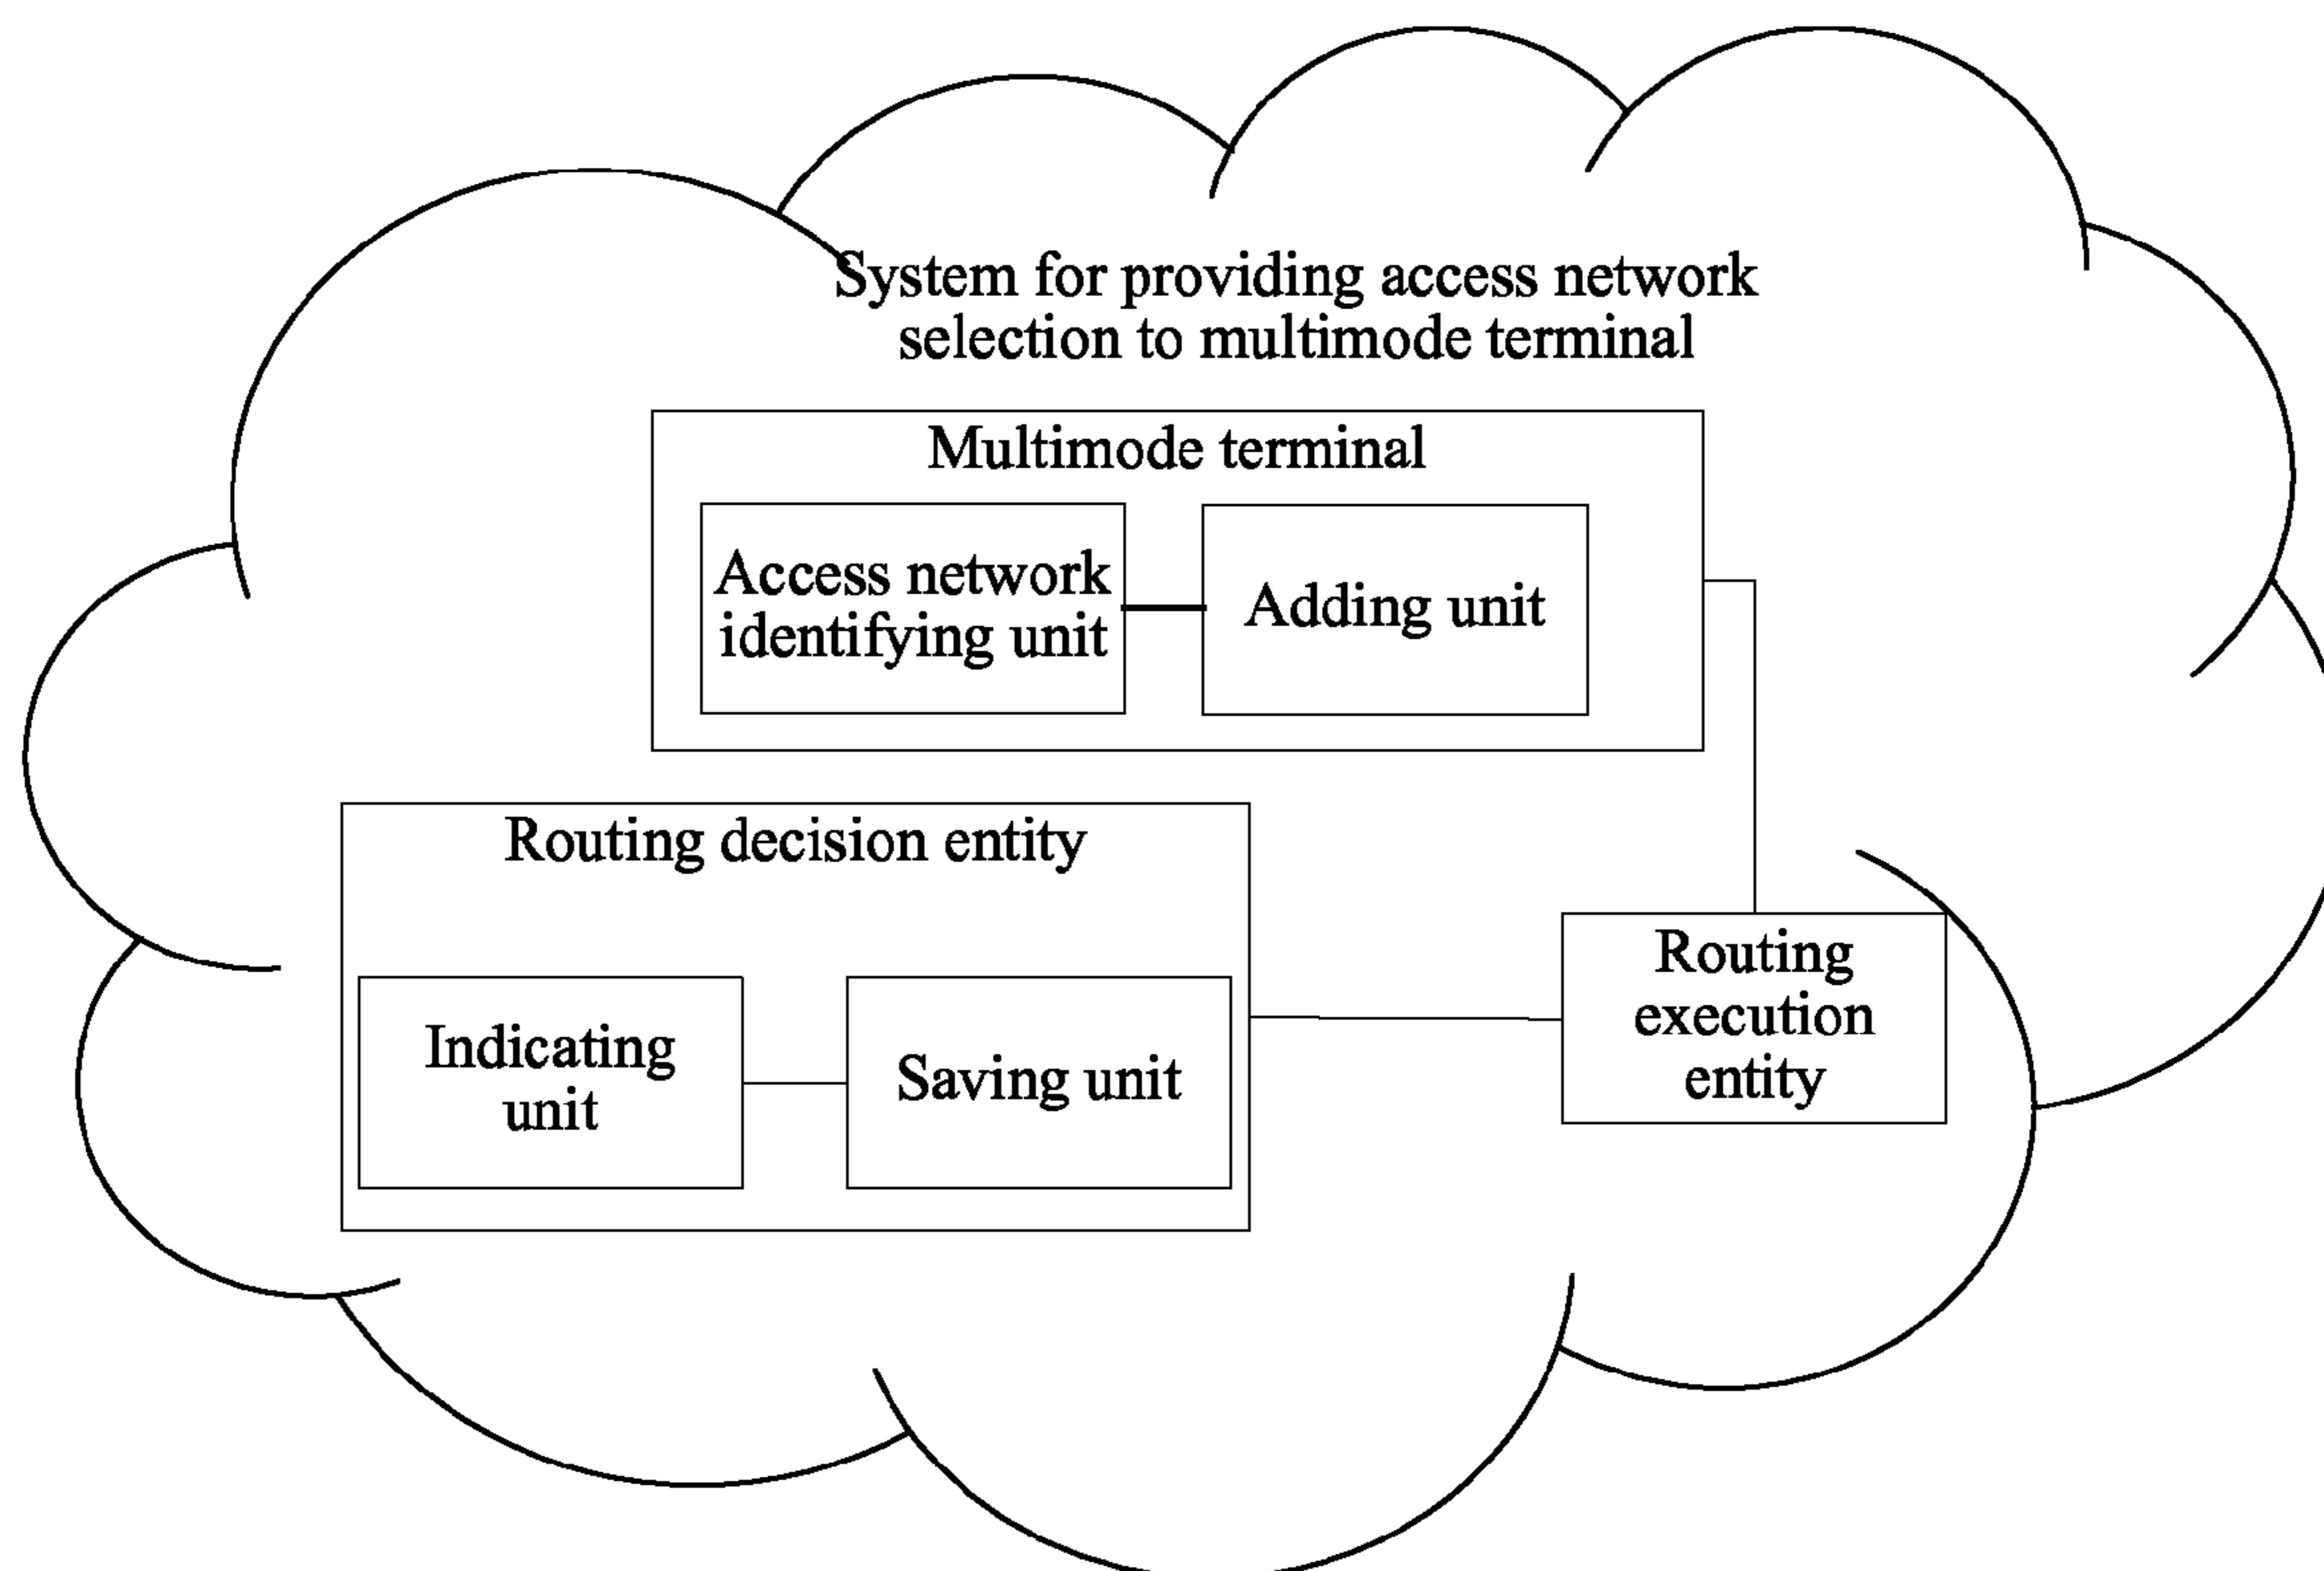 System for providing access network
selection to multimode terminal
Multimode terminal
Access network
identifying unit
Adding unit
Routing decision entity
Indicating
unit
Saving unit
Routing
execution
entity